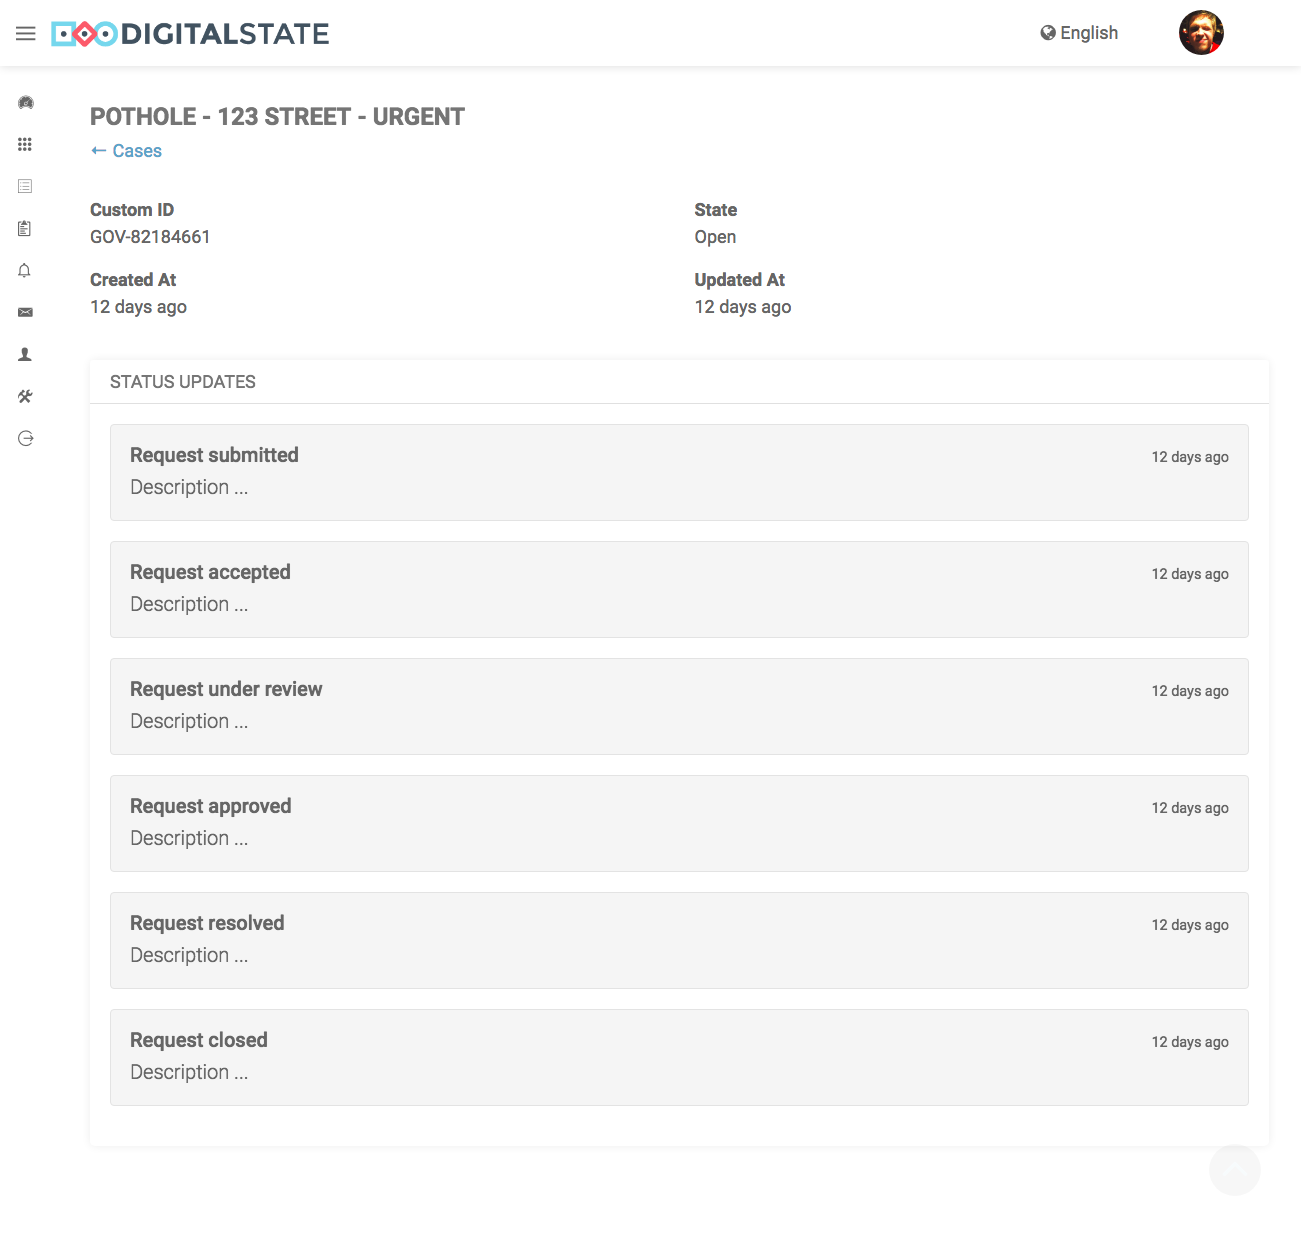 DIGITALSTATE
English
POTHOLE - 123 STREET - URGENT
← Cases
Custom ID
GOV-82184661
State
Open
Created At
12 days ago
Updated At
12 days ago
STATUS UPDATES
Request submitted
12 days ago
Description ...
Request accepted
12 days ago
Description ...
Request under review
12 days ago
Description ...
Request approved
12 days ago
Description ...
Request resolved
12 days ago
Description ...
Request closed
12 days ago
Description ...